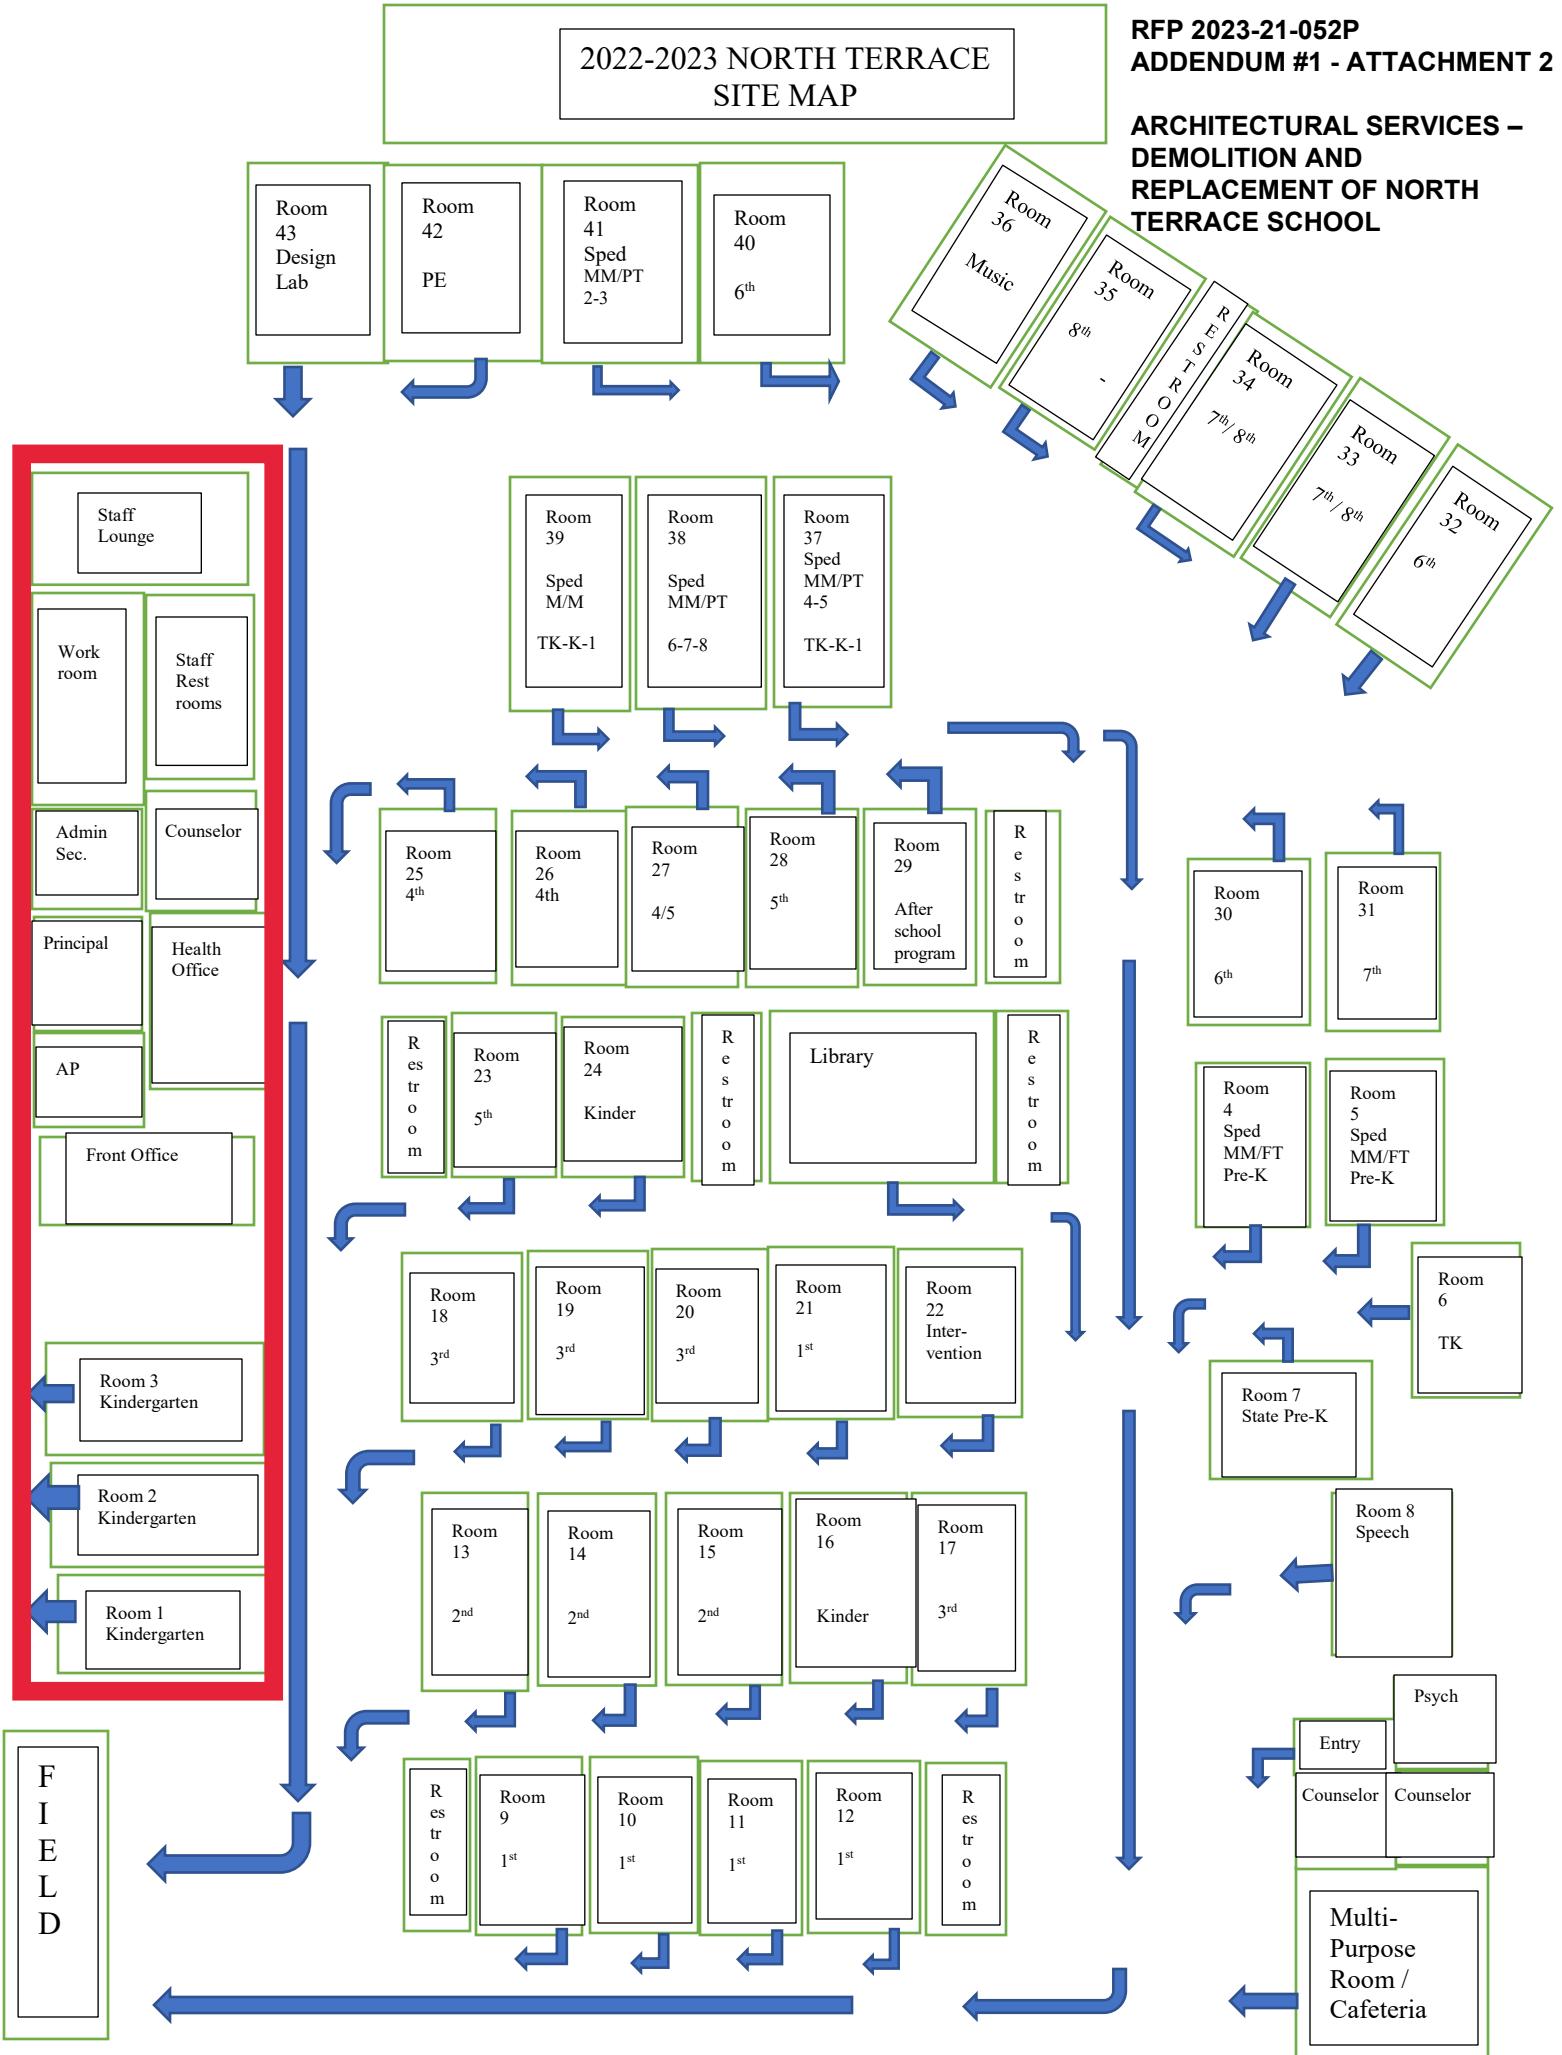 2022-2023 NORTH TERRACE
SITE MAP
RFP 2023-21-052P
ADDENDUM #1 - ATTACHMENT 2
ARCHITECTURAL SERVICES –
DEMOLITION AND
REPLACEMENT OF NORTH
TERRACE SCHOOL
Room
43
Design
Lab
Room
42
PE
Room
41
Sped
MM/PT
2-3
Room
40
6th
Room
36
Music
Room
35
8th
-
RESTROOM
Room
34
7th/ 8th
Room
33
7th/ 8th
Room
32
6th
Staff
Lounge
Work
room
Staff
Rest
rooms
Admin
Sec.
Counselor
Principal
Health
Office
AP
Front Office
Room 3
Kindergarten
Room 2
Kindergarten
Room 1
Kindergarten
Room
39
Sped
M/M
TK-K-1
Room
38
Sped
MM/PT
6-7-8
Room
37
Sped
MM/PT
4-5
TK-K-1
Room
25
4th
Room
26
4th
Room
27
4/5
Room
28
5th
Room
29
After
school
program
R
e
s
tr
o
o
m
Room
30
6th
Room
31
7th
R
es
tr
o
o
m
Room
23
5th
Room
24
Kinder
R
e
s
tr
o
o
m
Library
R
e
s
tr
o
o
m
Room
4
Sped
MM/FT
Pre-K
Room
5
Sped
MM/FT
Pre-K
Room
18
3rd
Room
19
3rd
Room
20
3rd
Room
21
1st
Room
22
Inter-
vention
Room
6
TK
Room 7
State Pre-K
Room
13
2nd
Room
14
2nd
Room
15
2nd
Room
16
Kinder
Room
17
3rd
Room 8
Speech
Psych
Entry
Counselor
Counselor
F
I
E
L
D
R
es
tr
o
o
m
Room
9
1st
Room
10
1st
Room
11
1st
Room
12
1st
R
es
tr
o
o
m
Multi-
Purpose
Room /
Cafeteria